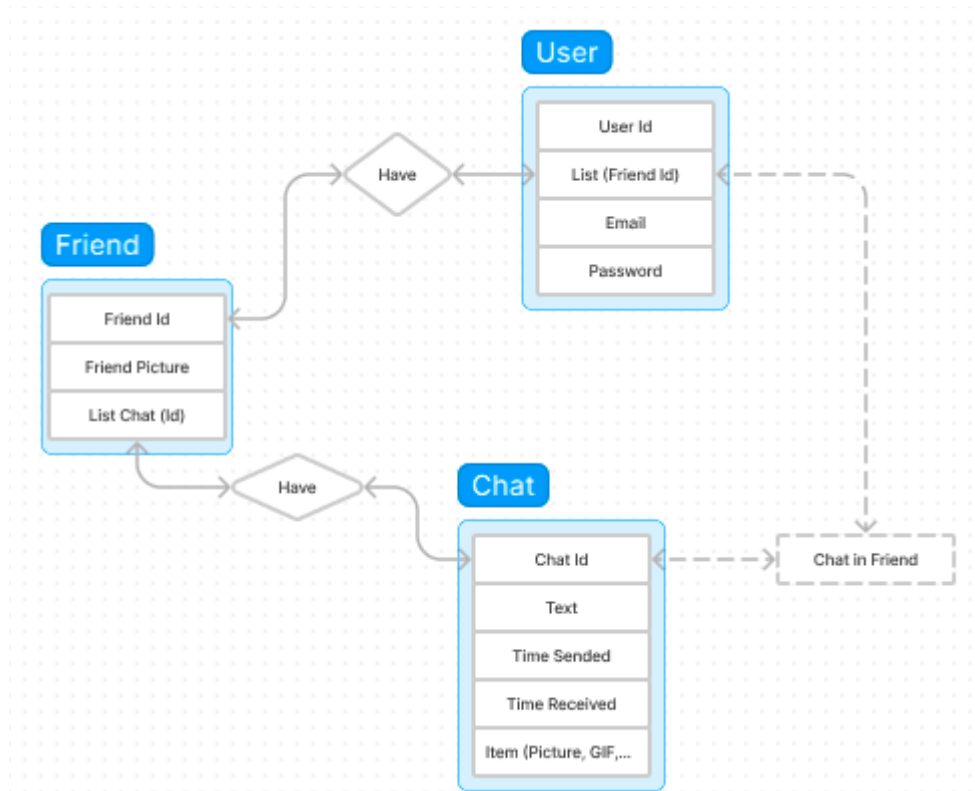 User
User Id
List (Friend Id)
Email
Password
Have
Friend
Friend Id
Friend Picture
List Chat (Id)
Have
Chat
Chat Id
Text
Time Sended
Time Received
Item (Picture, GIF,...
Chat in Friend